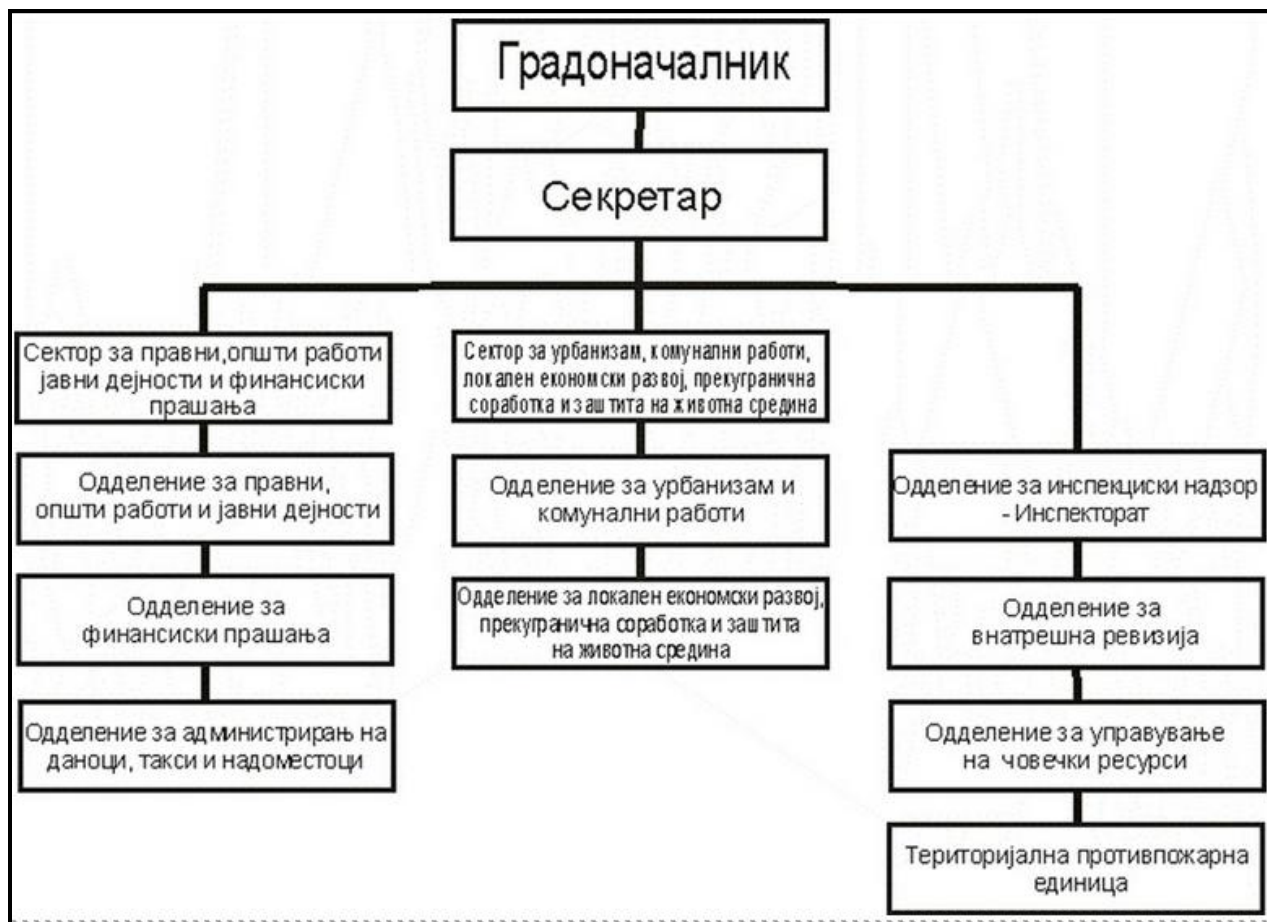 Градоначалник
Секретар
Сектор за правни,општи работи
јавни дејности и финансиски
прашања
Одделение за правни,
општи работи и јавни дејности
Одделение за
финансиски прашања
Одделение за администрирањ на
даноци, такси и надоместоци
Сектор за урбанизам, комунални работи,
локален економски развој, прекугранична
соработка и заштита на животна средина
Одделение за урбанизам и
комунални работи
Одделение за локален економски развој,
прекугранична соработка и заштита
на животна средина
Одделение за инспекциски надзор
- Инспекторат
Одделение за
внатрешна ревизија
Одделение за управување
на човечки ресурси
Територијална противпожарна
единица